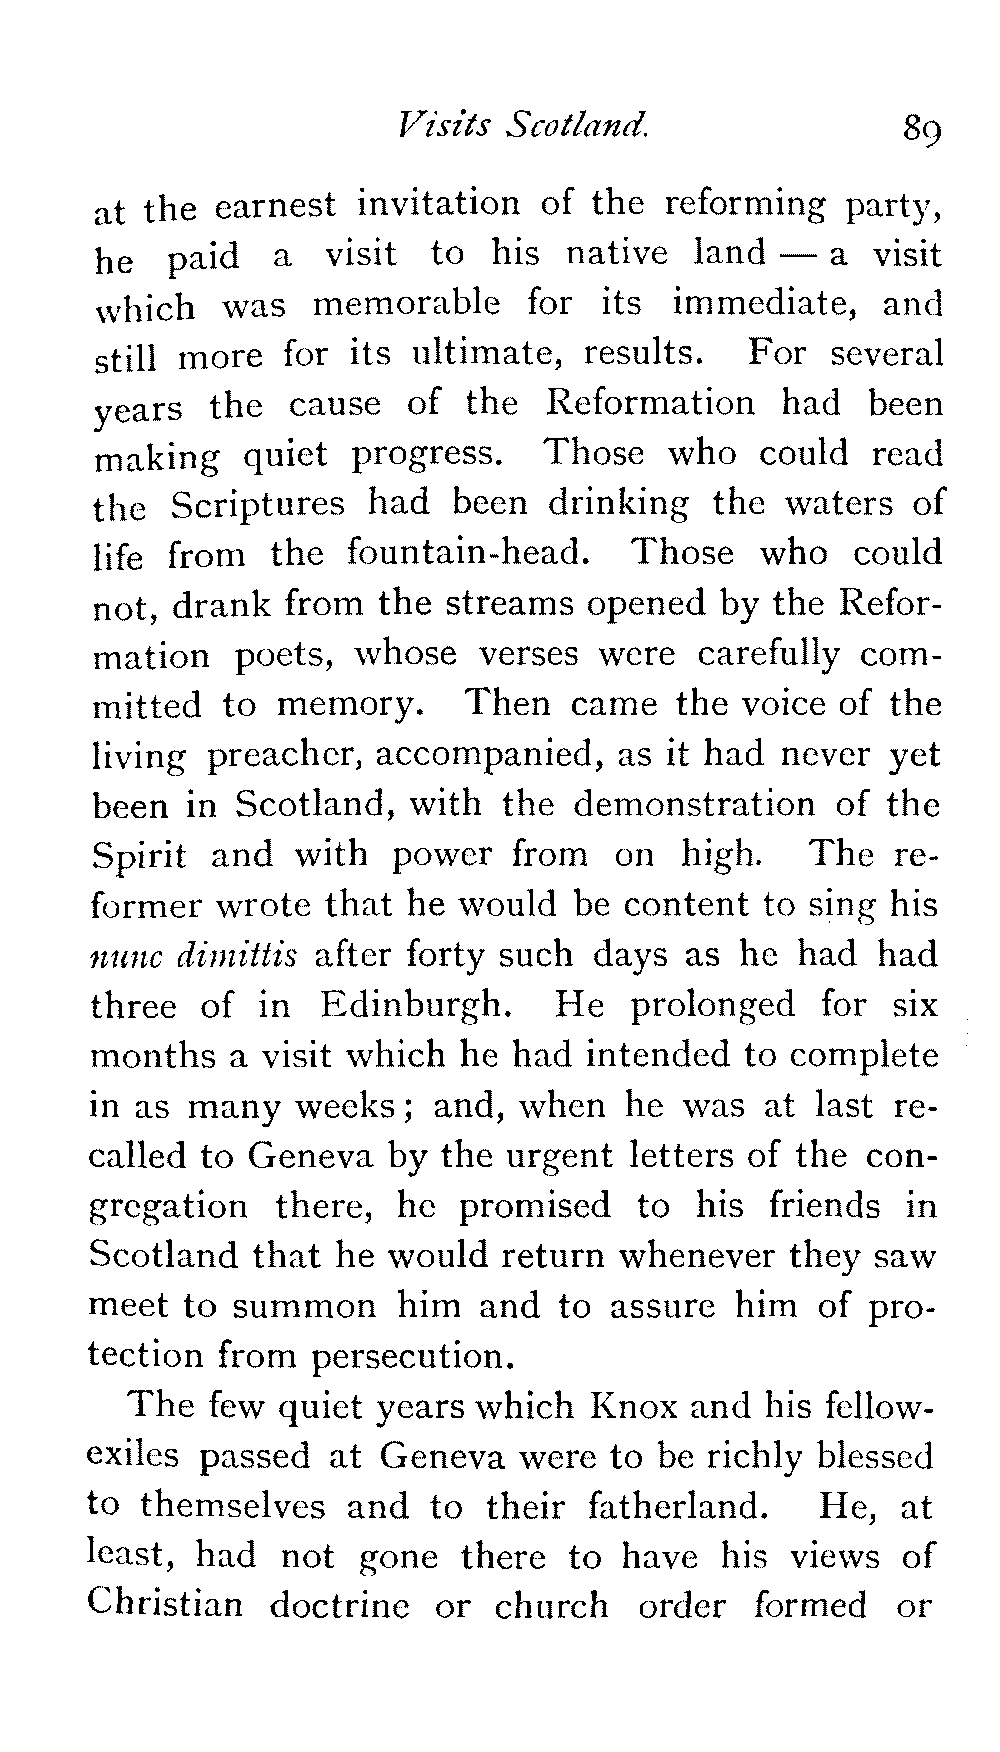 Visits Scotland. 89
at the earnest invitation of the reforming party,
he paid a visit to his native land — a visit
which was memorable for its immediate, and
still more for its ultimate, results. For several
years the cause of the Reformation had been
making quiet progress. Those who could read
the Scriptures had been drinking the waters of
life from the fountain-head. Those who could
not, drank from the streams opened by the Refor-
mation poets, whose verses were carefully com-
mitted to memory. Then came the voice of the
living preacher, accompanied, as it had never yet
been in Scotland, with the demonstration of the
Spirit and with power from on high. The re-
former wrote that he would be content to sing his
nunc dimittis after forty such days as he had had
three of in Edinburgh. He prolonged for six
months a visit which he had intended to complete
in as many weeks; and, when he was at last re-
called to Geneva by the urgent letters of the con-
gregation there, he promised to his friends in
Scotland that he would return whenever they saw
meet to summon him and to assure him of pro-
tection from persecution.
The few quiet years which Knox and his fellow-
exiles passed at Geneva were to be richly blessed
to themselves and to their fatherland. He, at
least, had not gone there to have his views of
Christian doctrine or church order formed or